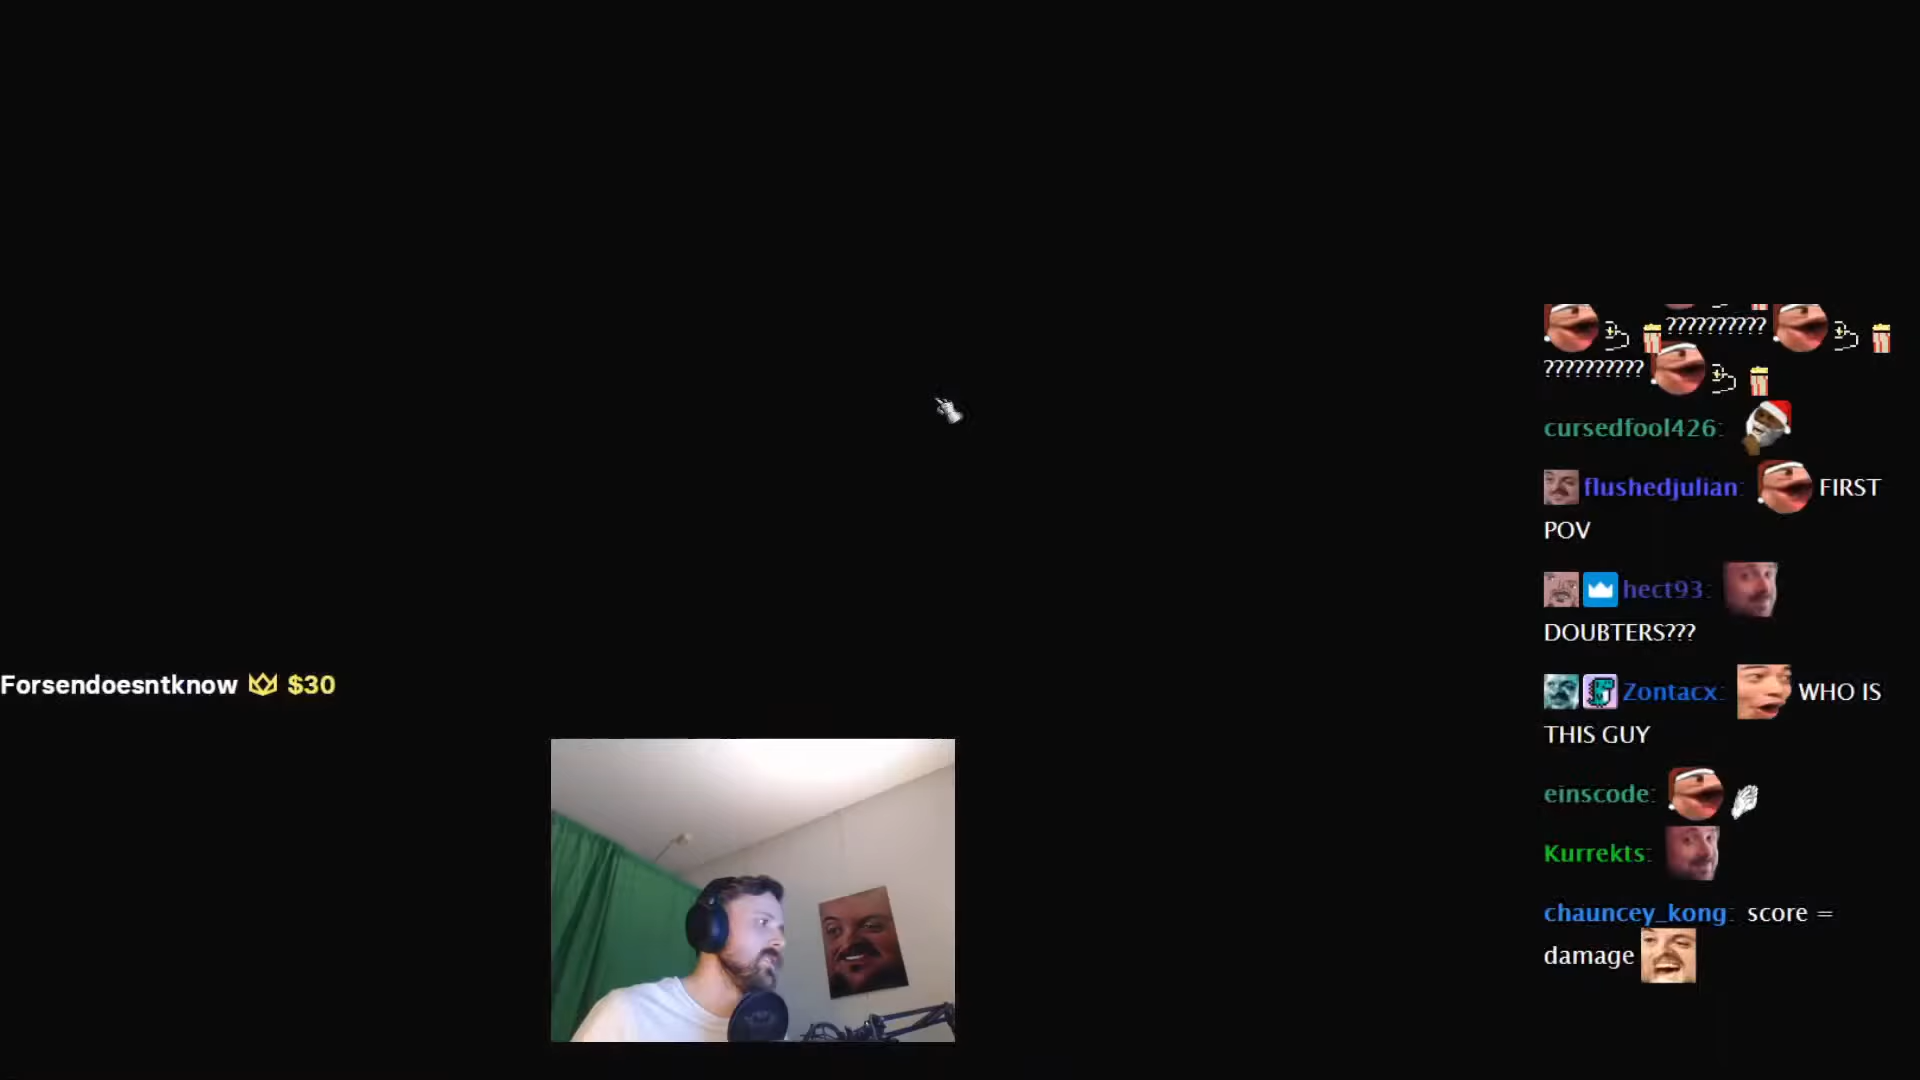 ??????????
??????????
cursedfool426:
flushedjulian: FIRST
POV
hect93:
DOUBTERS???
Forsendoesntknow $30
Zontacx: WHO IS
THIS GUY
einscode:
Kurrekts:
chauncey_kong: score =
damage